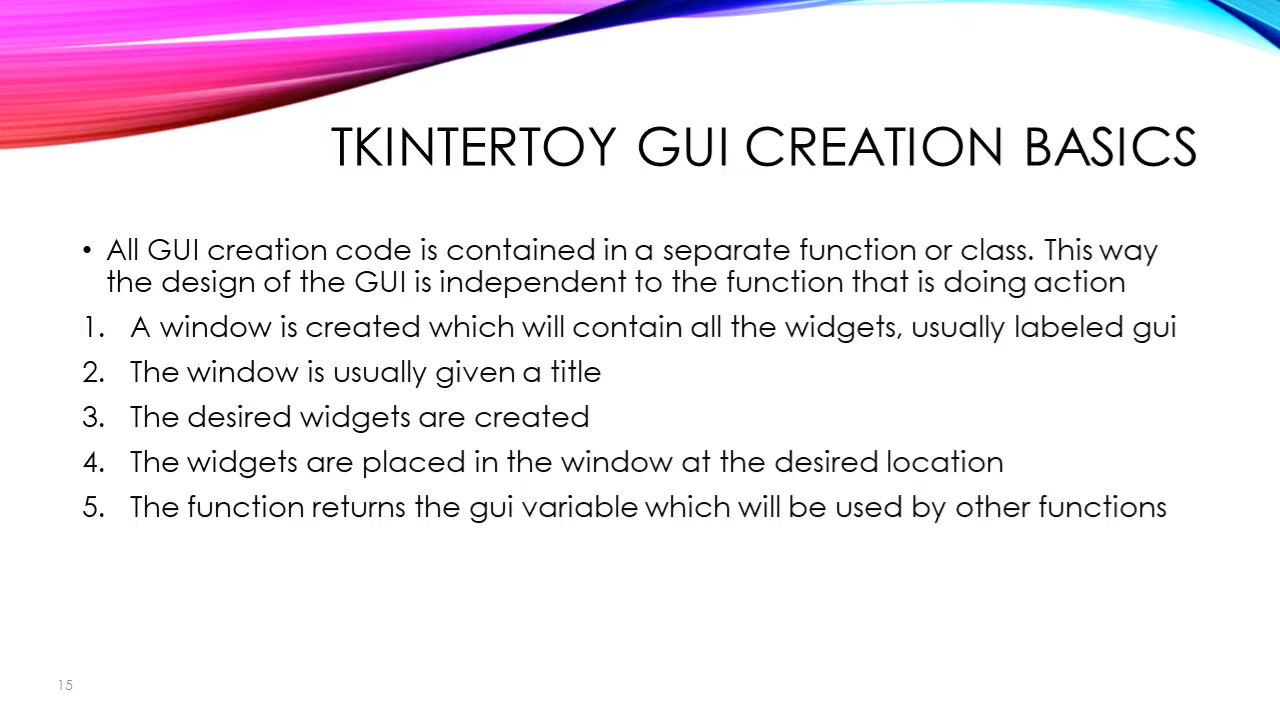 TKINTERTOY GUI CREATION BASICS
• All GUI creation code is contained in a separate function or class. This way
the design of the GUI is independent to the function that is doing action
1. A window is created which will contain all the widgets, usually labeled gui
2. The window is usually given a title
3. The desired widgets are created
4. The widgets are placed in the window at the desired location
5. The function returns the gui variable which will be used by other functions
15